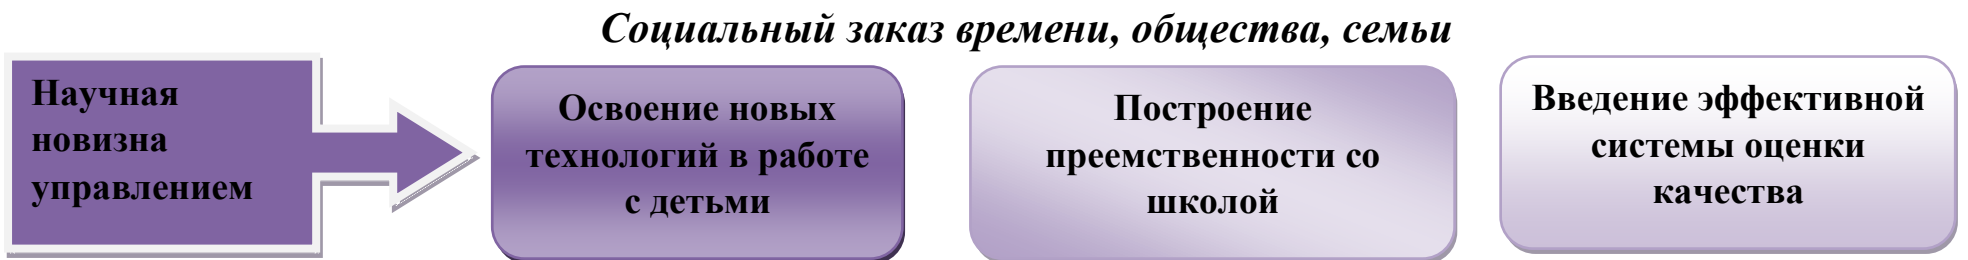 Социальный заказ времени, общества, семьи
Научная
новизна
управлением
Освоение новых
технологий в работе
с детьми
Построение
преемственности со
школой
Введение эффективной
системы оценки
качества